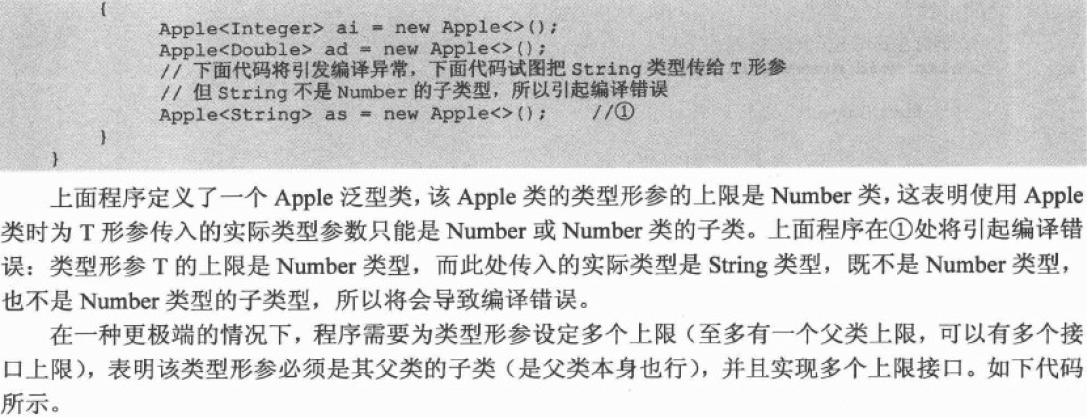 {
Apple<Integer> ai = new Apple<>();
Apple<Double> ad = new Apple<>();
// 下面代码将引发编译异常，下面代码试图把 String 类型传给 T 形参
// 但 String 不是 Number 的子类型，所以引起编译错误
Apple<String> as = new Apple<>(); //①
}
}
上面程序定义了一个 Apple 泛型类，该 Apple 类的类型形参的上限是 Number 类，这表明使用 Apple
类时为 T 形参传入的实际类型参数只能是 Number 或 Number 类的子类。上面程序在①处将引起编译错
误：类型形参 T 的上限是 Number 类型，而此处传入的实际类型是 String 类型，既不是 Number 类型，
也不是 Number 类型的子类型，所以将会导致编译错误。
在一种更极端的情况下，程序需要为类型形参设定多个上限（至多有一个父类上限，可以有多个接
口上限），表明该类型形参必须是其父类的子类（是父类本身也行），并且实现多个上限接口。如下代码
所示。